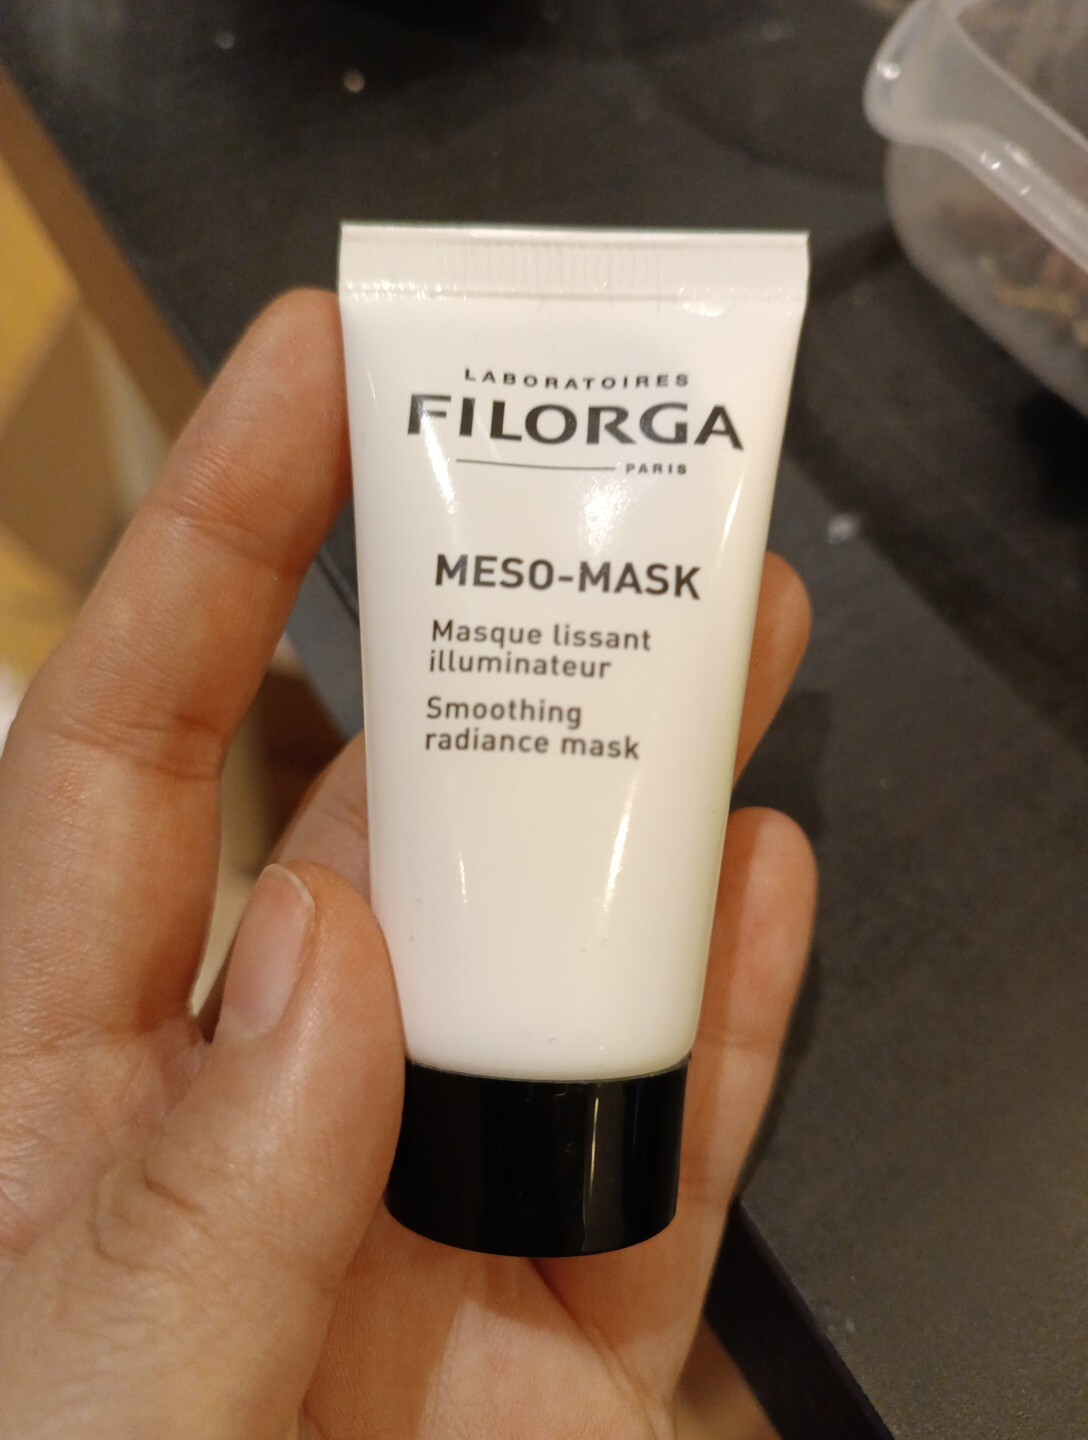 LABORATOIRES
FILORGA
PARIS
MESO-MASK
Masque lissant
illuminateur
Smoothing
radiance mask